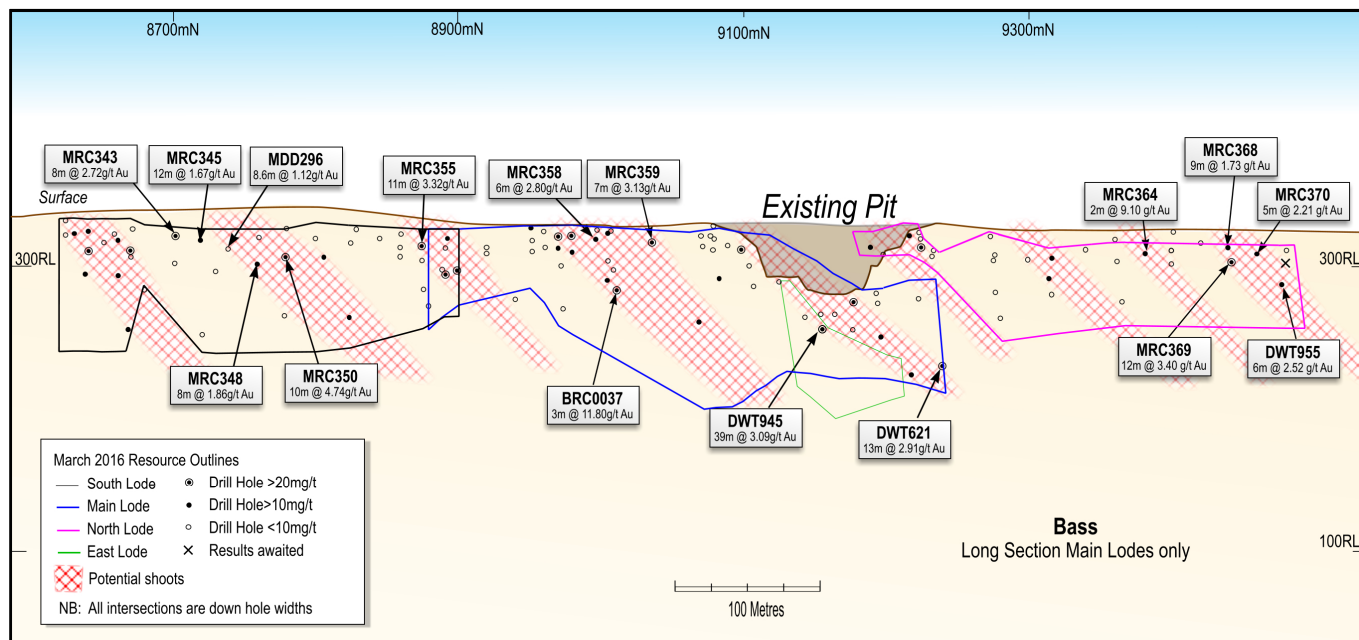 8700mN
8900mN
9100mN
9300mN
MRC343
8m @ 2.72g/t Au
MRC345
12m @ 1.67g/t Au
MDD296
8.6m @ 1.12g/t Au
MRC355
11m @ 3.32g/t Au
MRC358
6m @ 2.80g/t Au
MRC359
7m @ 3.13g/t Au
MRC364
2m @ 9.10 g/t Au
MRC368
9m @ 1.73 g/t Au
MRC370
5m @ 2.21 g/t Au
Surface
Existing Pit
300RL
300RL
MRC348
8m @ 1.86g/t Au
MRC350
10m @ 4.74g/t Au
BRC0037
3m @ 11.80g/t Au
DWT945
39m @ 3.09g/t Au
DWT621
13m @ 2.91g/t Au
MRC369
12m @ 3.40 g/t Au
DWT955
6m @ 2.52 g/t Au
March 2016 Resource Outlines
South Lode
Main Lode
North Lode
East Lode
Drill Hole >20mg/t
Drill Hole>10mg/t
Drill Hole <10mg/t
Results awaited
Potential shoots
NB: All intersections are down hole widths
100 Metres
Bass
Long Section Main Lodes only
100RL